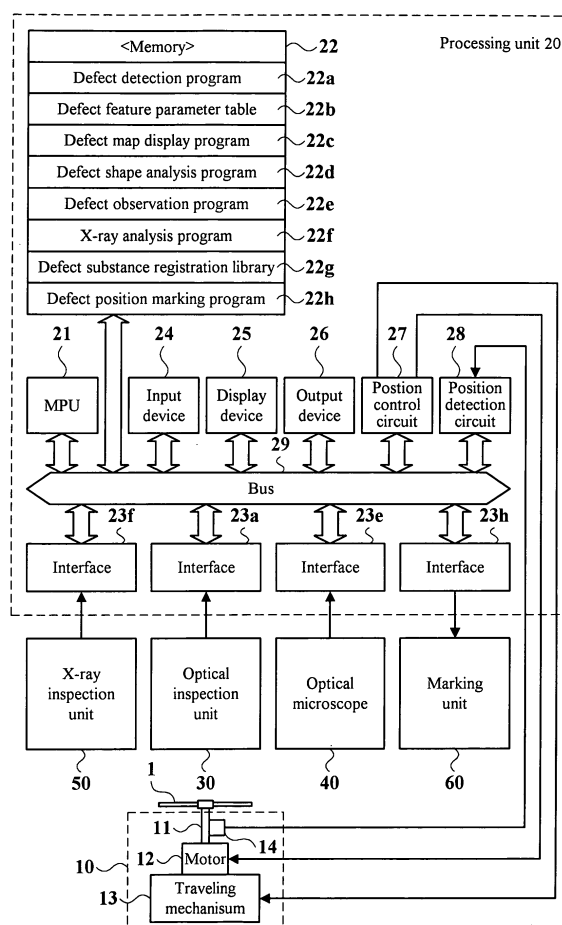 <Memory> 22
Processing unit 20
Defect detection program 22a
Defect feature parameter table 22b
Defect map display program 22c
Defect shape analysis program 22d
Defect observation program 22e
X-ray analysis program 22f
Defect substance registration library 22g
Defect position marking program 22h
21 24 25 26 27 28
MPU
Input
device
Display
device
Output
device
Postion
control
circuit
Position
detection
circuit
29
Bus
23f 23a 23e 23h
Interface Interface Interface Interface
X-ray
inspection
unit
Optical
inspection
unit
Optical
microscope
Marking
unit
50 30 40 60
1
11
14
10
12 Motor
13 Traveling
mechanisum